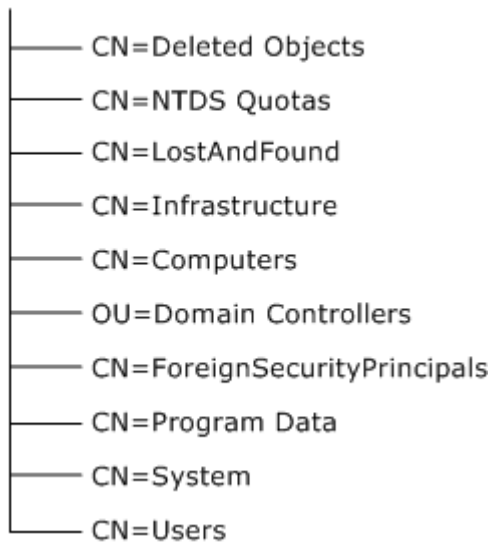 CN=Deleted Objects
CN=NTDS Quotas
CN=LostAndFound
CN=Infrastructure
CN=Computers
OU=Domain Controllers
CN=ForeignSecurityPrincipals
CN=Program Data
CN=System
CN=Users